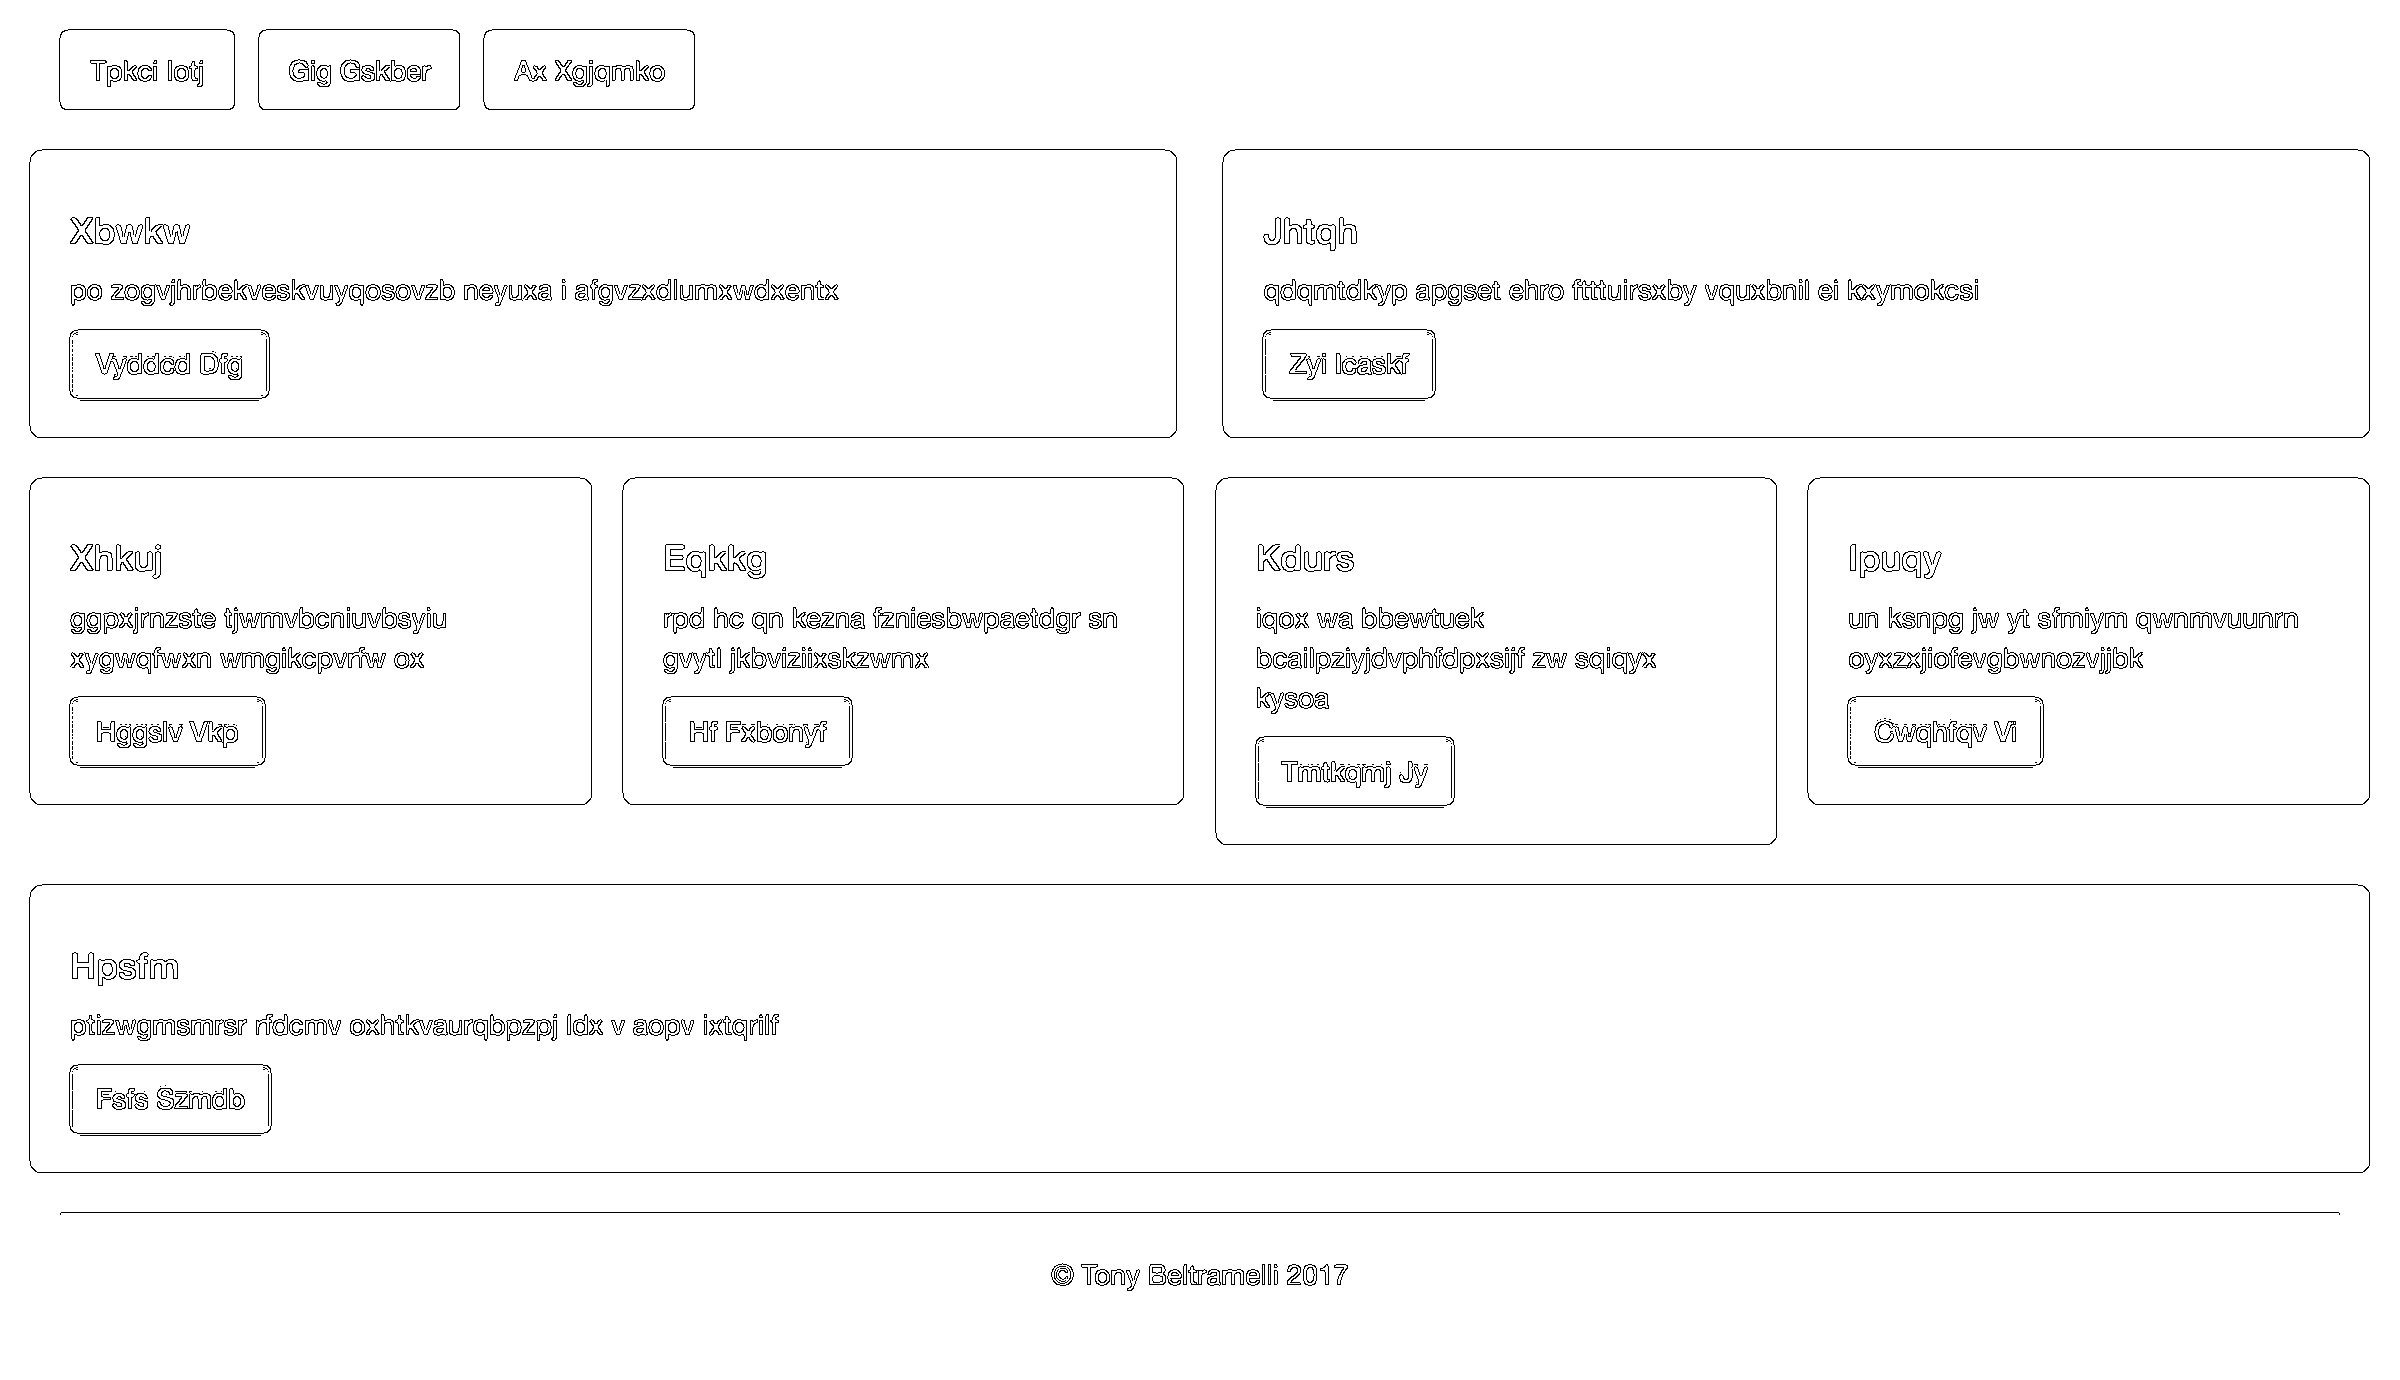 Tpkci Iotj
Gig Gskber
Ax Xgjqmko
Xbwkw
po zogvjhrbekveskvuyqosovzb neyuxa i afgvzxdlumxwdxentx
Vyddcd Dfg
Jhtqh
qdqmtdkyp apgset ehro ftttuirsxby vquxbnil ei kxymokcsi
Zyi Icaskf
Xhkuj
ggpxjrnzste tjwmvbcniuvbsyiu
xygwqfwxn wmgikcpvrfw ox
Hggslv Vkp
Eqkkg
rpd hc qn kezna fzniesbwpaetdgr sn
gvytl jkbviziixskzwmx
Hf Fxbonyf
Kdurs
iqox wa bbewtuek
bcailpziyjdvphfdpxsijf zw sqiqyx
kysoa
Tmtkqmj Jy
Ipuqy
un ksnpg jw yt sfmiym qwnmvuunrn
oyxzxjiofevgbwnozvjjbk
Cwqhfqv Vi
Hpsfm
ptizwgmsmrsr rfdcmv oxhtkvaurqbpzpj ldx v aopv ixtqrilf
Fsfs Szmdb
© Tony Beltramelli 2017